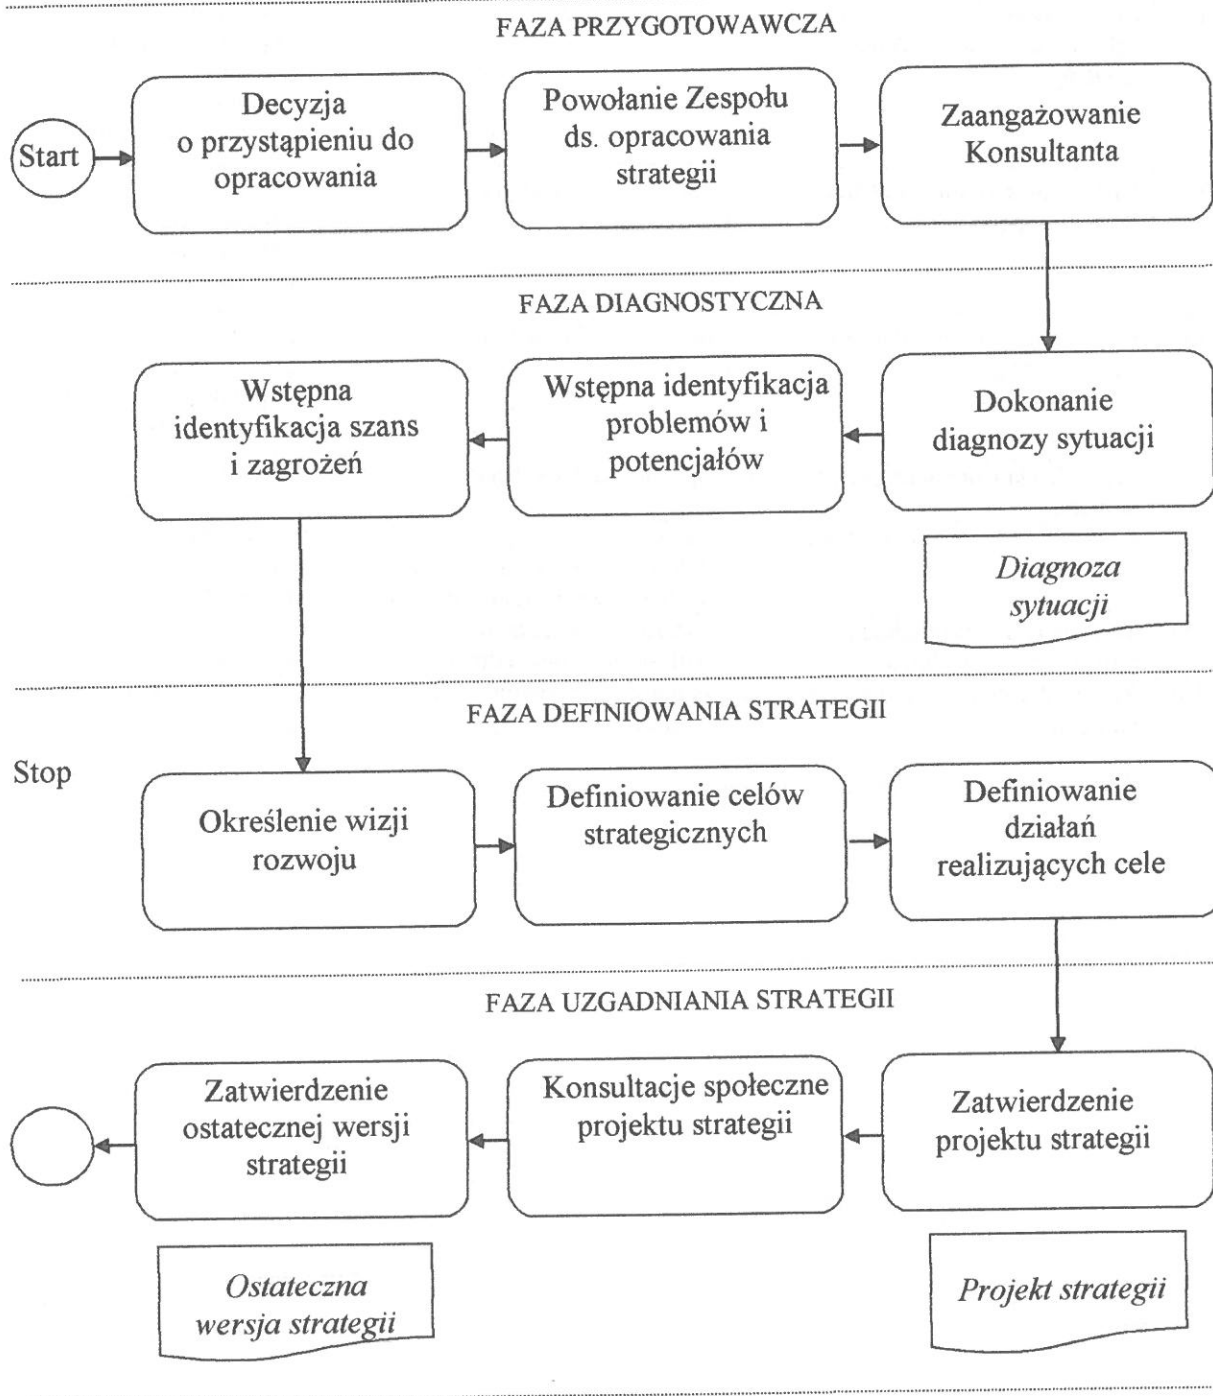 FAZA PRZYGOTOWAWCZA
Start
Decyzja
o przystąpieniu do
opracowania
Powołanie Zespołu
ds. opracowania
strategii
Zaangażowanie
Konsultanta
FAZA DIAGNOSTYCZNA
Wstępna
identyfikacja szans
i zagrożeń
Wstępna identyfikacja
problemów i
potencjałów
Dokonanie
diagnozy sytuacji
Diagnoza
sytuacji
FAZA DEFINIOWANIA STRATEGII
Stop
Określenie wizji
rozwoju
Definiowanie celów
strategicznych
Definiowanie
działań
realizujących cele
FAZA UZGADNIANIA STRATEGII
Zatwierdzenie
ostatecznej wersji
strategii
Konsultacje społeczne
projektu strategii
Zatwierdzenie
projektu strategii
Ostateczna
wersja strategii
Projekt strategii